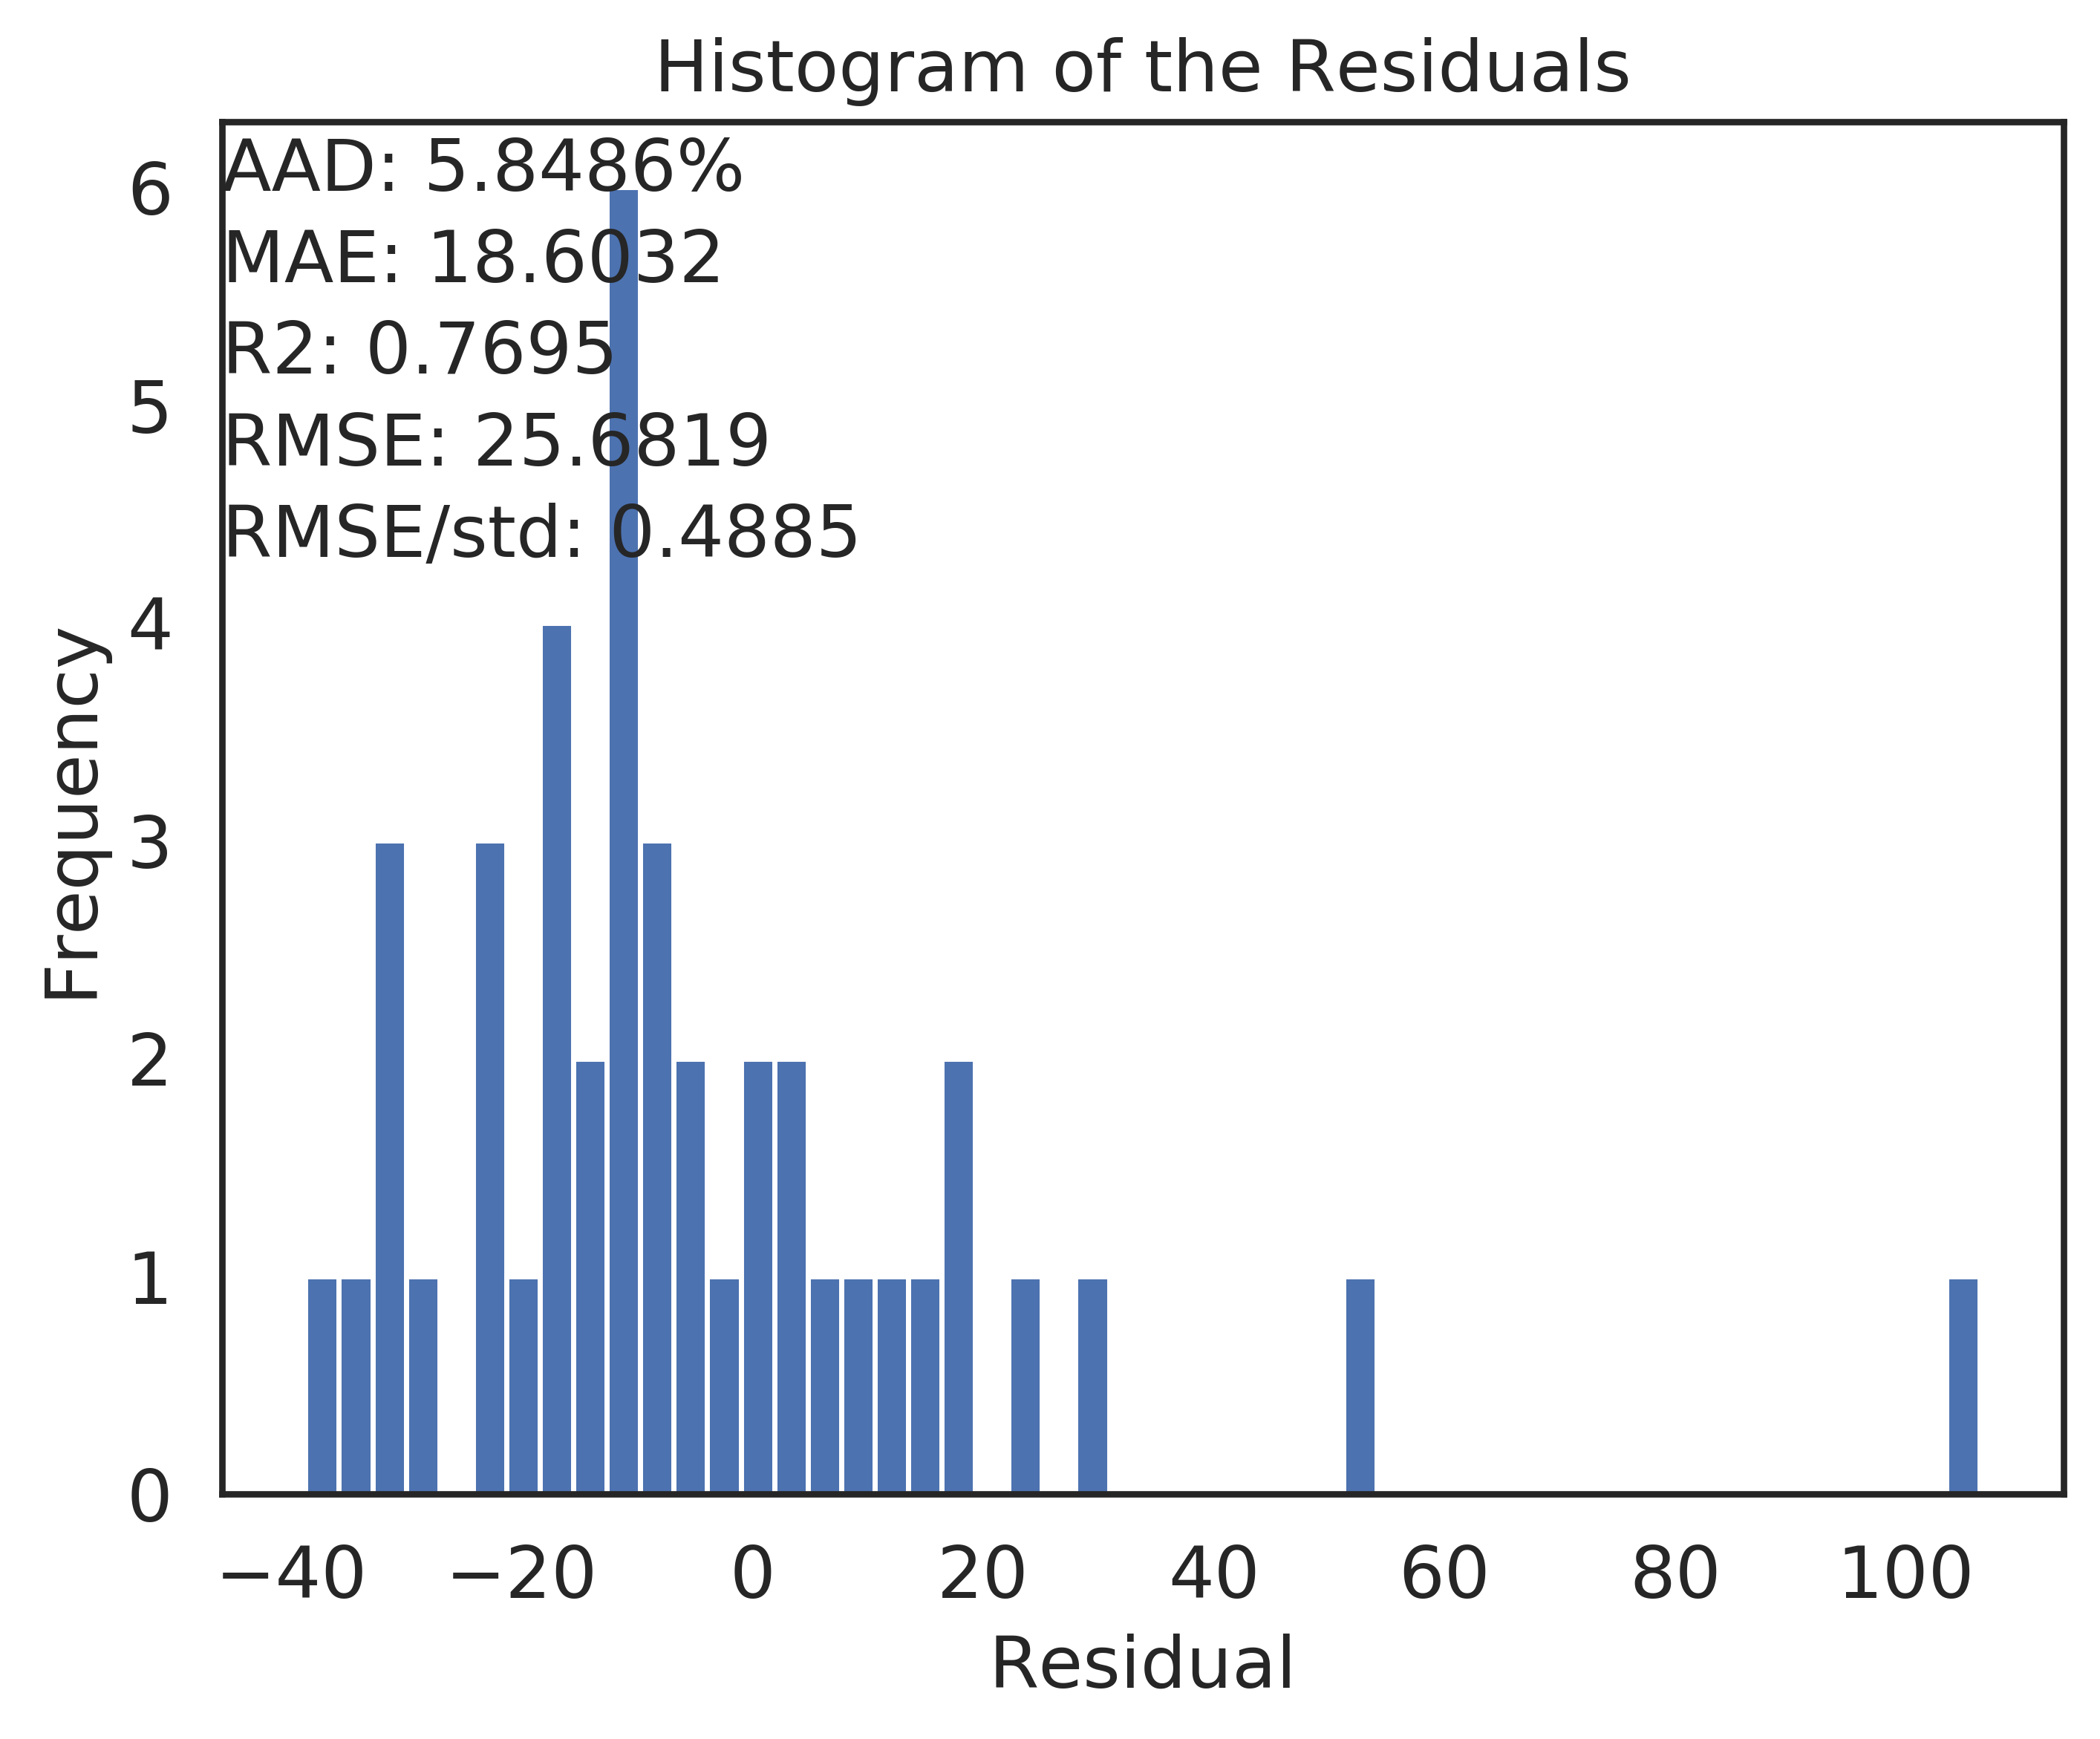 Histogram of the Residuals
AAD: 5.8486%
MAE: 18.6032
R2: 0.7695
RMSE: 25.6819
RMSE/std: 0.4885
Frequency
6
5
4
3
2
1
0
−40 −20 0 20 40 60 80 100
Residual